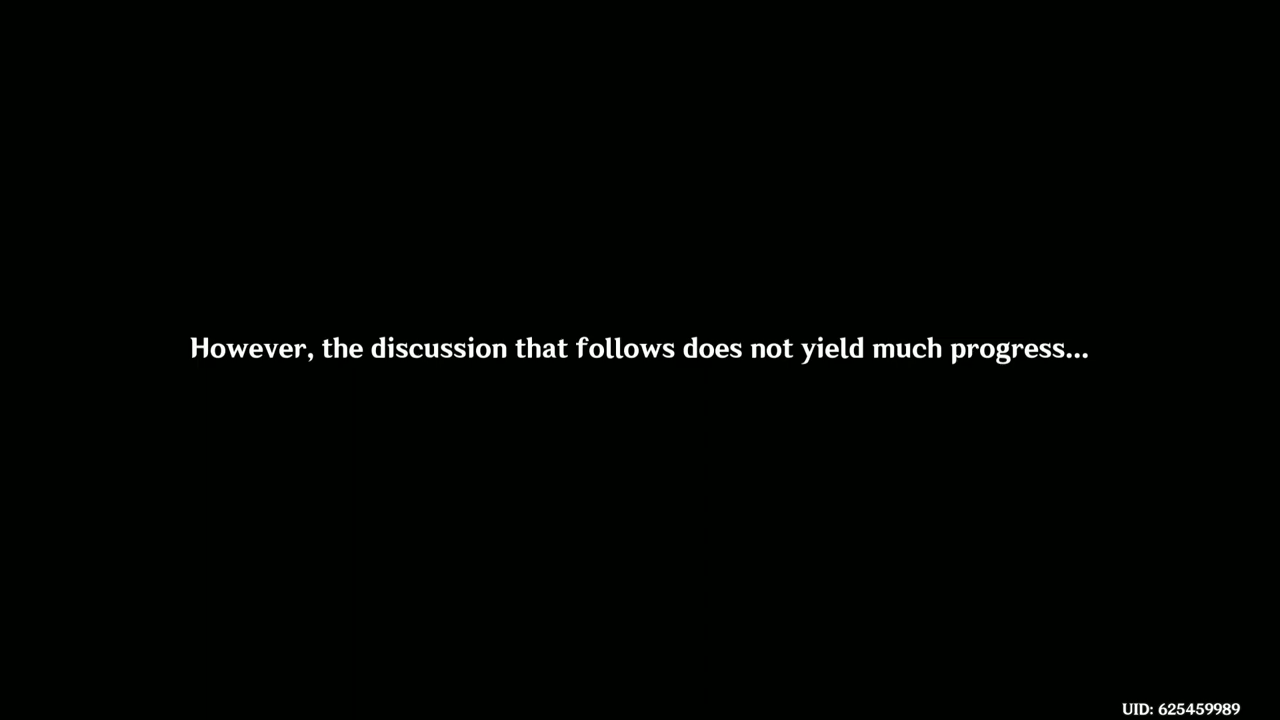 However, the discussion that follows does not yield much progress...
UID: 625459989